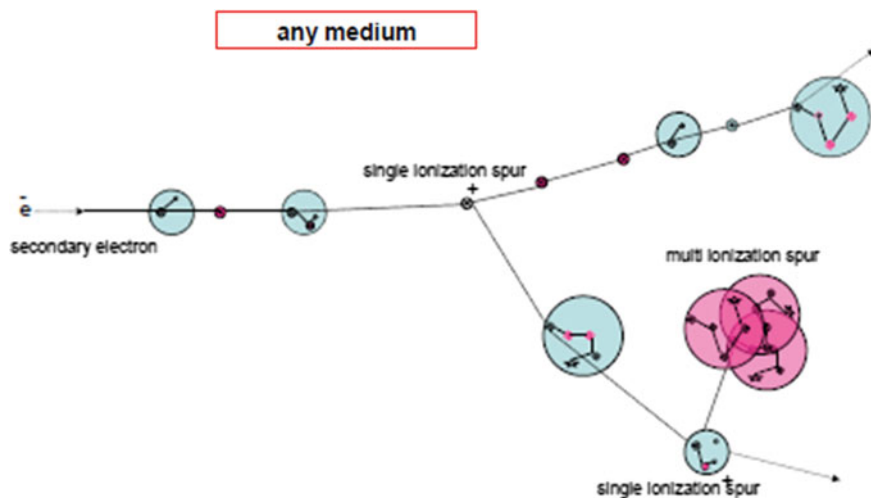 any medium
single ionization spur
+
-
e
secondary electron
multi ionization spur
single ionization spur
+